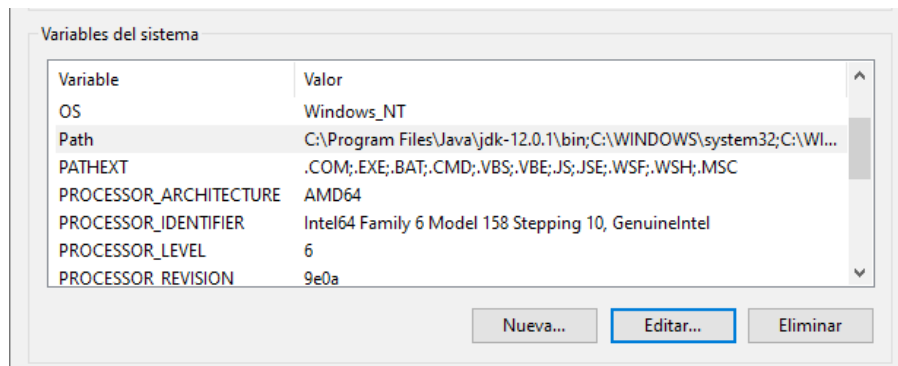 Variables del sistema
Variable Valor
OS Windows_NT
Path C:\Program Files\Java\jdk-12.0.1\bin;C:\WINDOWS\system32;C:\WI...
PATHEXT .COM;.EXE;.BAT;.CMD;.VBS;.VBE;.JS;.JSE;.WSF;.WSH;.MSC
PROCESSOR_ARCHITECTURE AMD64
PROCESSOR_IDENTIFIER Intel64 Family 6 Model 158 Stepping 10, GenuineIntel
PROCESSOR_LEVEL 6
PROCESSOR_REVISION 9e0a
Nueva... Editar... Eliminar